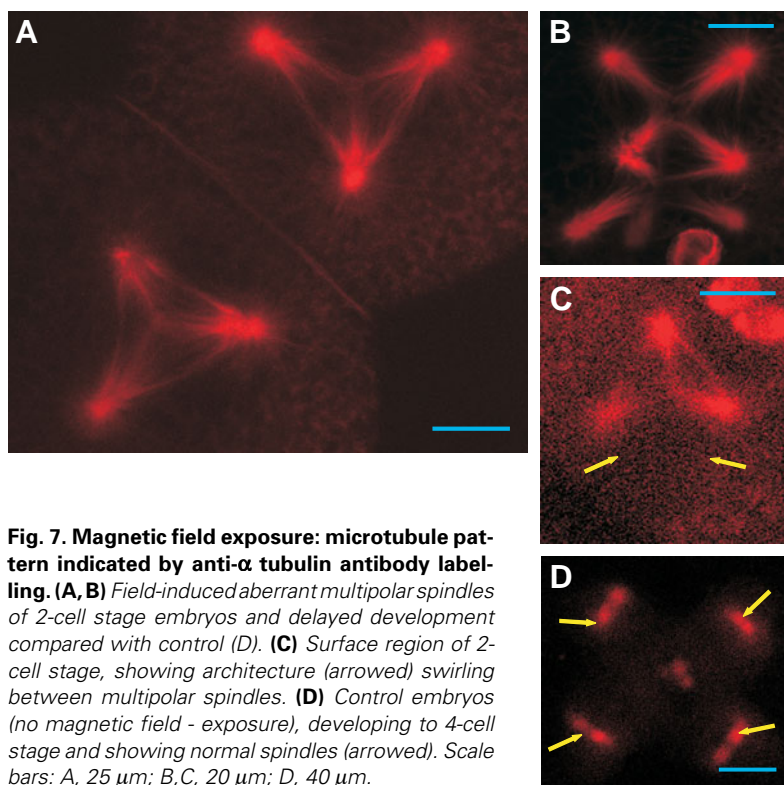 A
B
C
D
Fig. 7. Magnetic field exposure: microtubule pat-
tern indicated by anti-α tubulin antibody label-
ling. (A, B) Field-induced aberrant multipolar spindles
of 2-cell stage embryos and delayed development
compared with control (D). (C) Surface region of 2-
cell stage, showing architecture (arrowed) swirling
between multipolar spindles. (D) Control embryos
(no magnetic field - exposure), developing to 4-cell
stage and showing normal spindles (arrowed). Scale
bars: A, 25 μm; B,C, 20 μm; D, 40 μm.